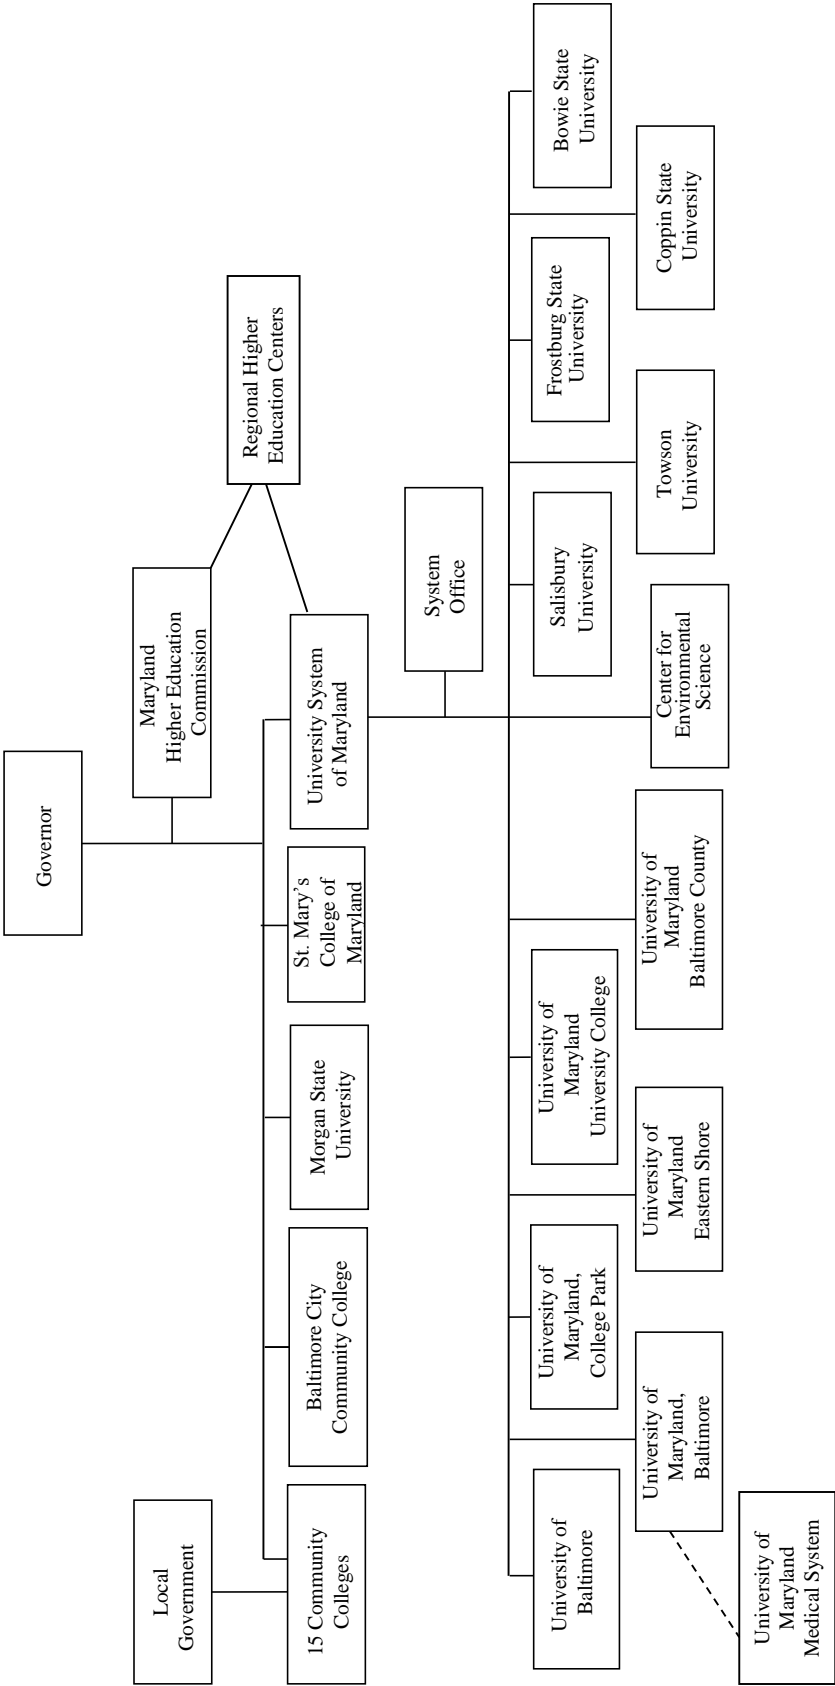 Governor
Local
Government
Maryland
Higher Education
Commission
Regional Higher
Education Centers
15 Community
Colleges
Baltimore City
Community College
Morgan State
University
St. Mary’s
College of
Maryland
University System
of Maryland
System
Office
University of
Baltimore
University of
Maryland,
College Park
University of
Maryland
University College
Salisbury
University
Frostburg State
University
Bowie State
University
University of
Maryland,
Baltimore
University of
Maryland
Eastern Shore
University of
Maryland
Baltimore County
Center for
Environmental
Science
Towson
University
Coppin State
University
University of
Maryland
Medical System